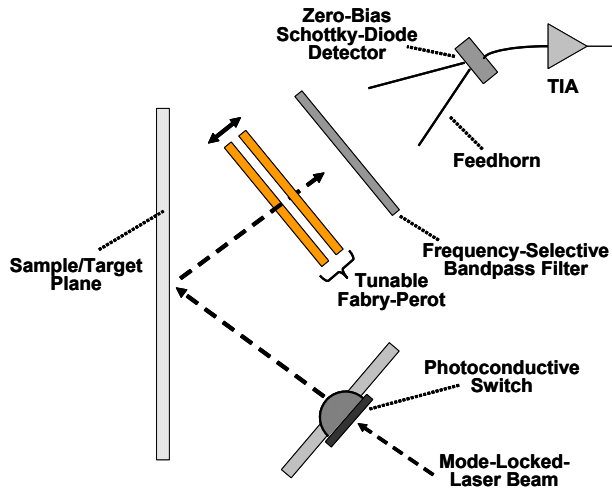 Zero-Bias
Schottky-Diode
Detector
TIA
Feedhorn
Frequency-Selective
Bandpass Filter
Sample/Target
Plane
Tunable
Fabry-Perot
Photoconductive
Switch
Mode-Locked-
Laser Beam